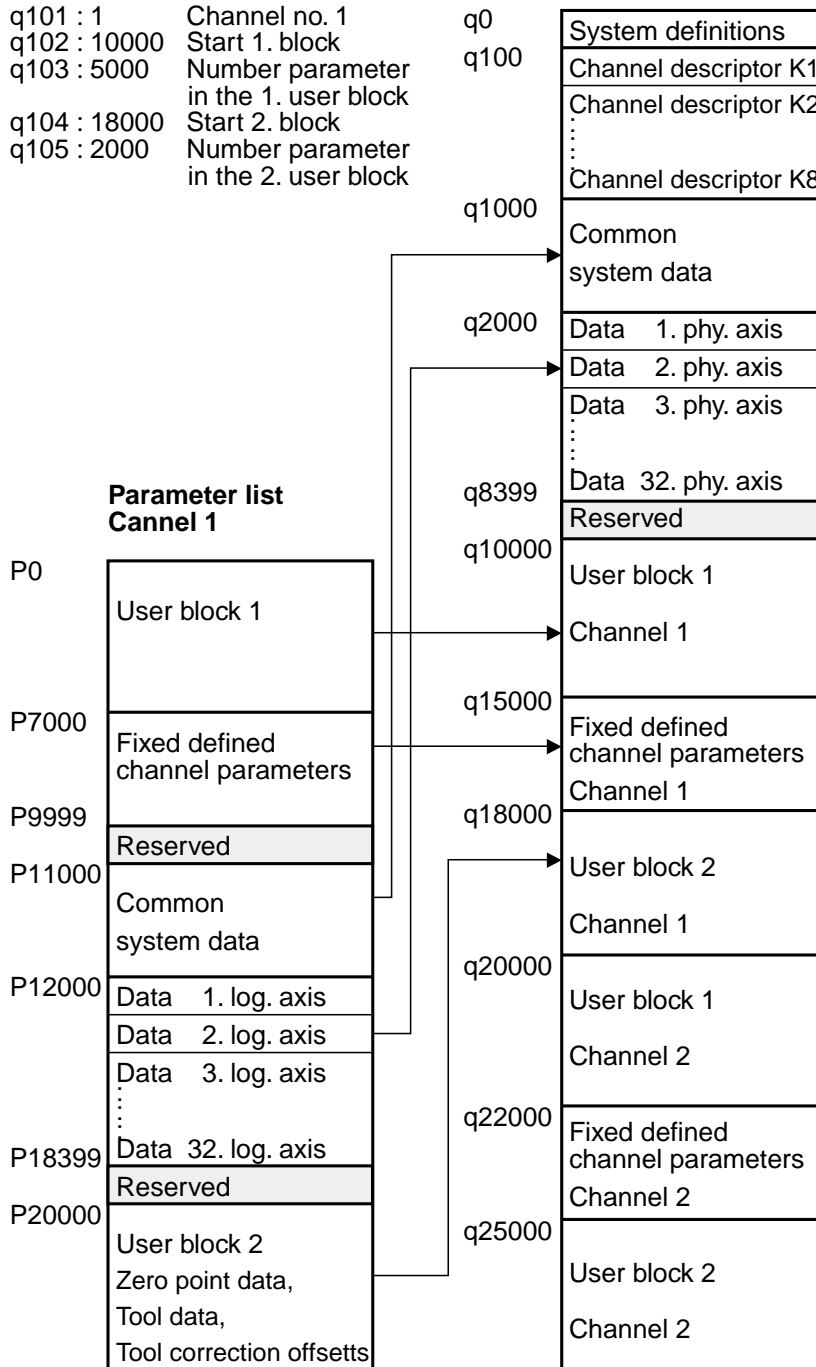 q101 : 1 Channel no. 1
q102 : 10000 Start 1. block
q103 : 5000 Number parameter
in the 1. user block
q104 : 18000 Start 2. block
q105 : 2000 Number parameter
in the 2. user block
Parameter list
Cannel 1
P0
User block 1
P7000
Fixed defined
channel parameters
P9999
Reserved
P11000
Common
system data
P12000
Data 1. log. axis
Data 2. log. axis
Data 3. log. axis
Data 32. log. axis
P18399
Reserved
P20000
User block 2
Zero point data,
Tool data,
Tool correction offsetts
q0
System definitions
q100
Channel descriptor K1
Channel descriptor K2
Channel descriptor K8
q1000
Common
system data
q2000
Data 1. phy. axis
Data 2. phy. axis
Data 3. phy. axis
Data 32. phy. axis
q8399
Reserved
q10000
User block 1
Channel 1
q15000
Fixed defined
channel parameters
Channel 1
q18000
User block 2
Channel 1
q20000
User block 1
Channel 2
q22000
Fixed defined
channel parameters
Channel 2
q25000
User block 2
Channel 2